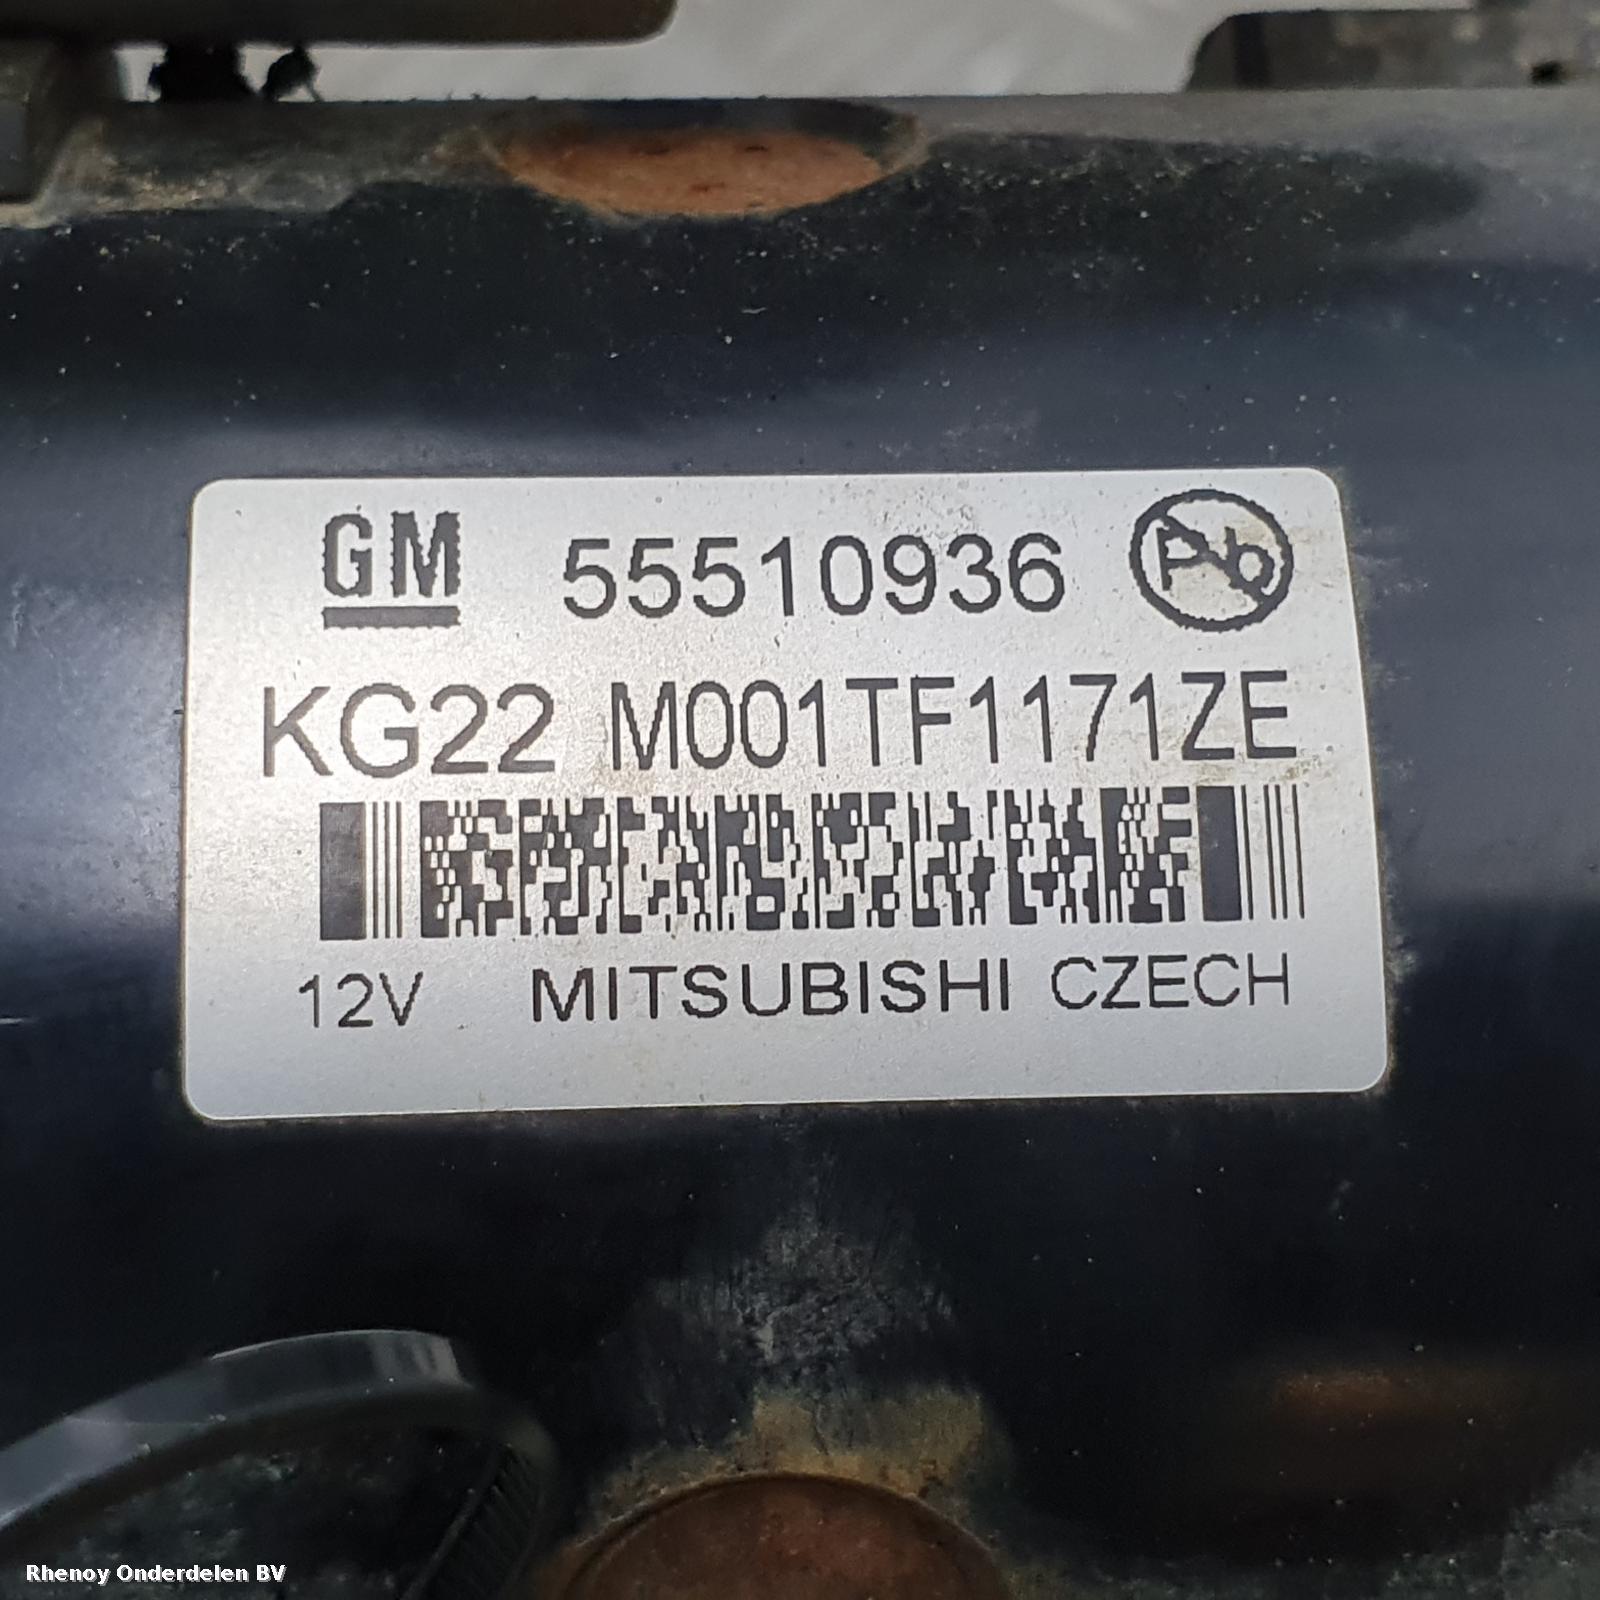 GM 55510936 Pb
KG22 M001TF1171ZE
12V MITSUBISHI CZECH
Rhenoy Onderdelen BV